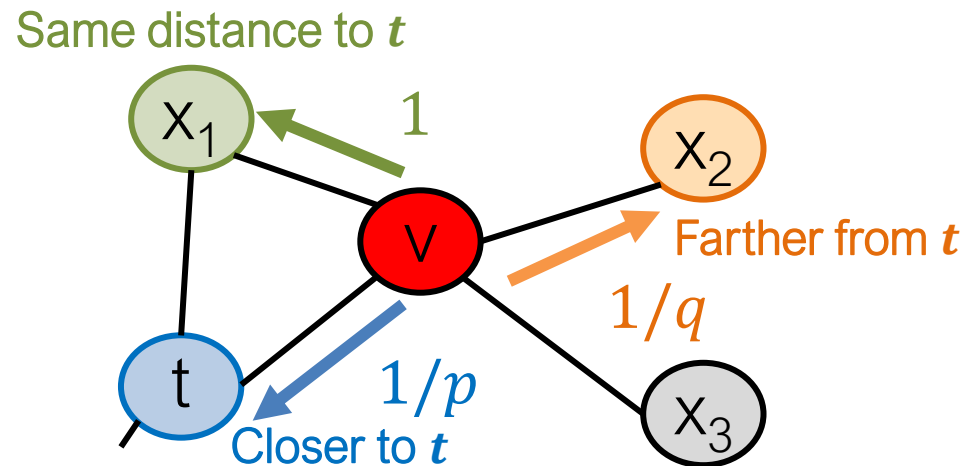 Same distance to t
x₁
1
x₂
v
Farther from t
1/q
t
1/p
x₃
Closer to t